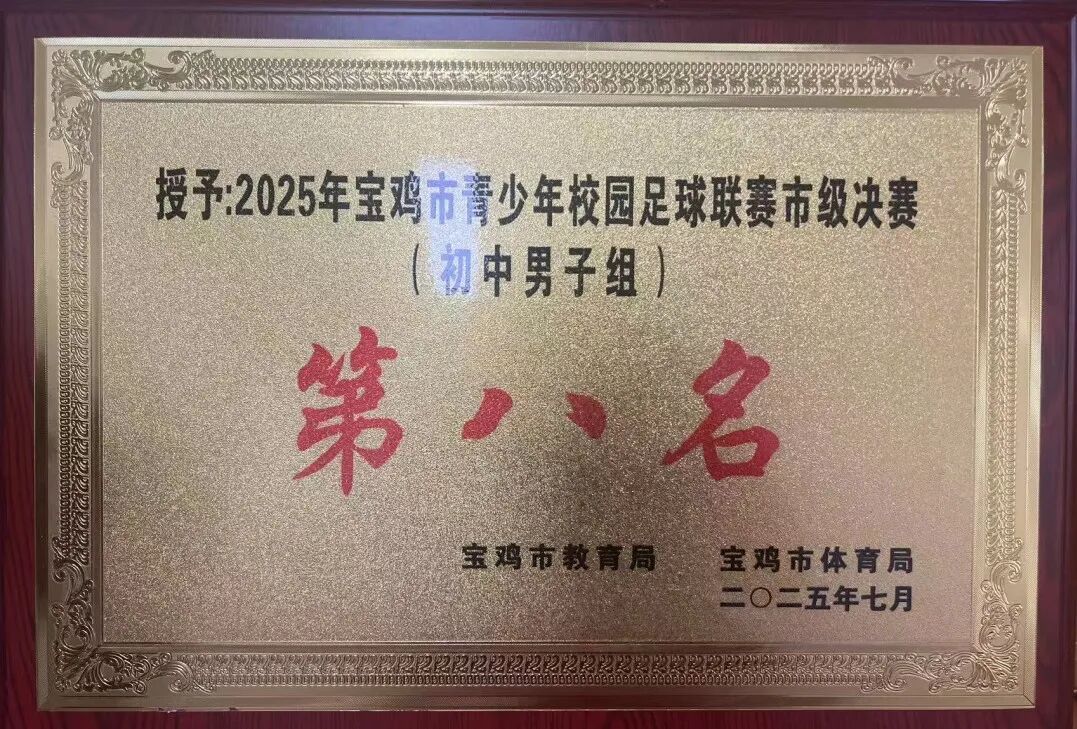 授予:2025年宝鸡市青少年校园足球联赛市级决赛
（初中男子组）
第八名
宝鸡市教育局 宝鸡市体育局
二〇二五年七月